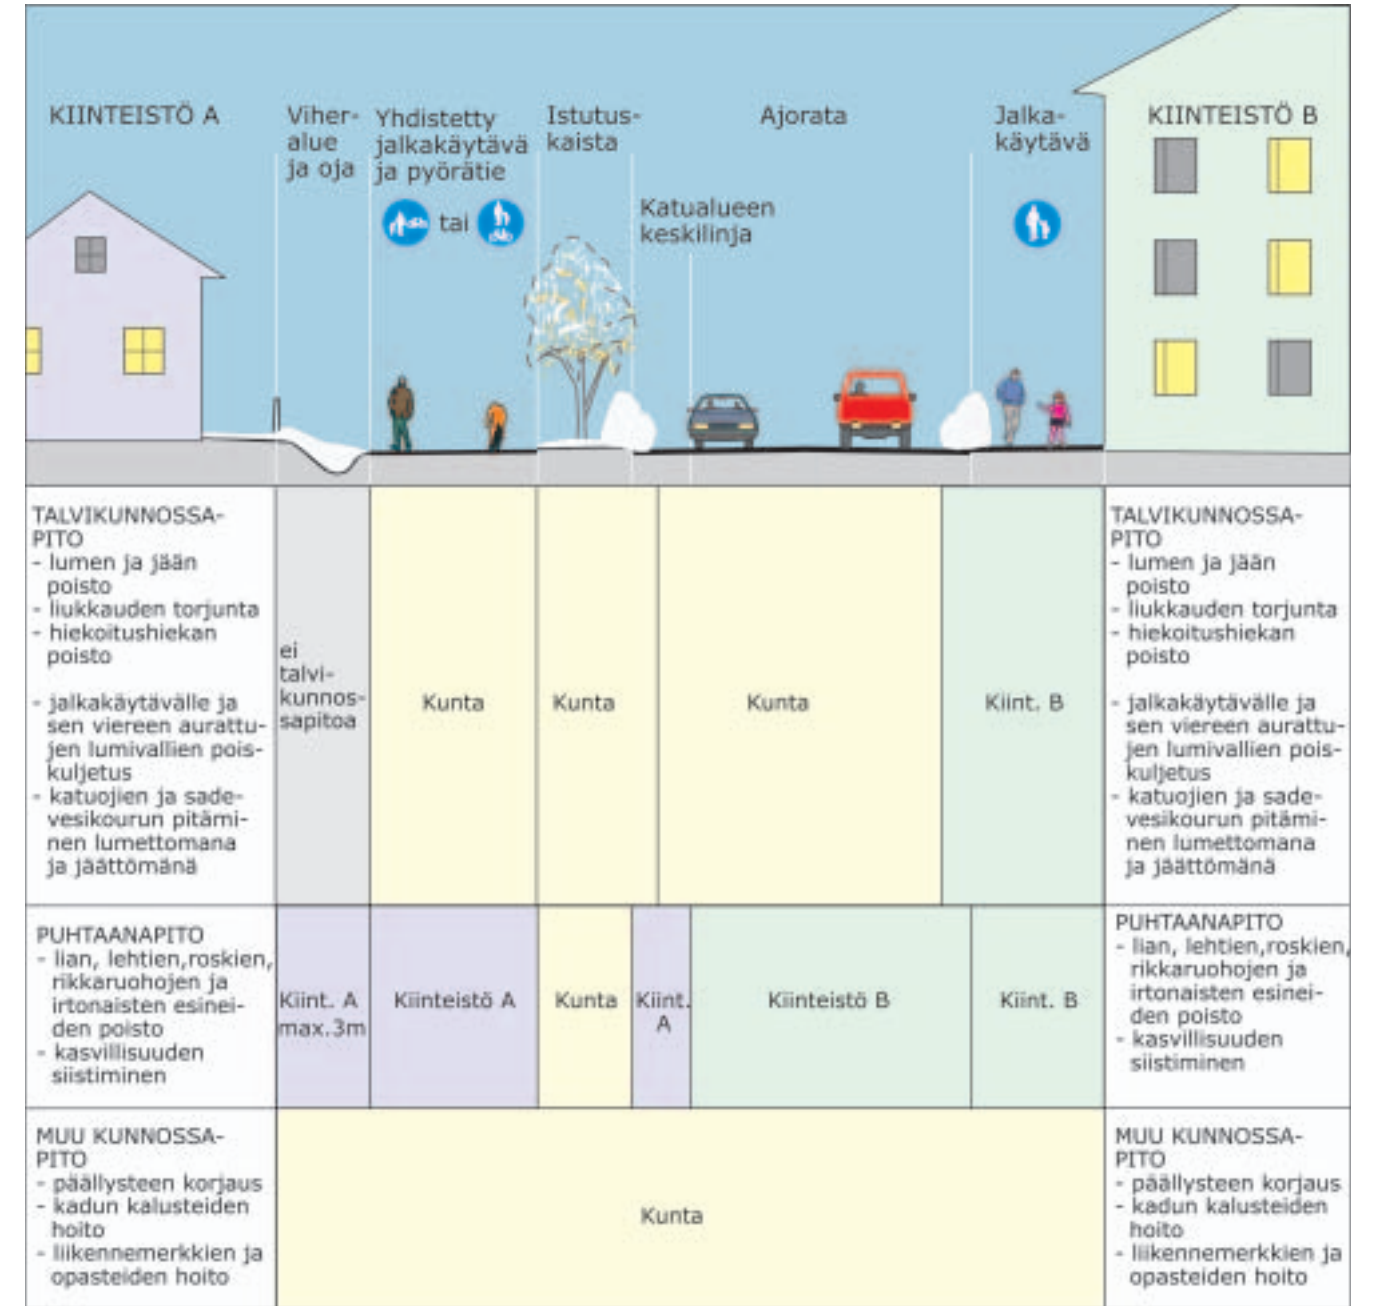 KIINTEISTÖ A
Viher-
alue
ja oja
Yhdistetty
jalkakäytävä
ja pyörätie
tai
Istutus-
kaista
Katualueen
keskilinja
Ajorata
Jalka-
käytävä
KIINTEISTÖ B
TALVIKUNNOSSA-
PITO
- lumen ja jään
poisto
- liukkauden torjunta
- hiekoitushiekan
poisto
- jalkakäytävälle ja
sen viereen aurattu-
jen lumivallien pois-
kuljetus
- katuojien ja sade-
vesikourun pitämi-
nen lumettomana
ja jäättömänä
ei
talvi-
kunnos-
sapitoa
Kunta
Kunta
Kunta
Kiint. B
TALVIKUNNOSSA-
PITO
- lumen ja jään
poisto
- liukkauden torjunta
- hiekoitushiekan
poisto
- jalkakäytävälle ja
sen viereen aurattu-
jen lumivallien pois-
kuljetus
- katuojien ja sade-
vesikourun pitämi-
nen lumettomana
ja jäättömänä
PUHTAANAPITO
- lian, lehtien,roskien,
rikkaruohojen ja
irtonaisten esinei-
den poisto
- kasvillisuuden
siistiminen
Kiint. A
max.3m
Kiinteistö A
Kunta
Kiint.
A
Kiinteistö B
Kiint. B
PUHTAANAPITO
- lian, lehtien,roskien,
rikkaruohojen ja
irtonaisten esinei-
den poisto
- kasvillisuuden
siistiminen
MUU KUNNOSSA-
PITO
- päällysteen korjaus
- kadun kalusteiden
hoito
- liikennemerkkien ja
opasteiden hoito
Kunta
MUU KUNNOSSA-
PITO
- päällysteen korjaus
- kadun kalusteiden
hoito
- liikennemerkkien ja
opasteiden hoito